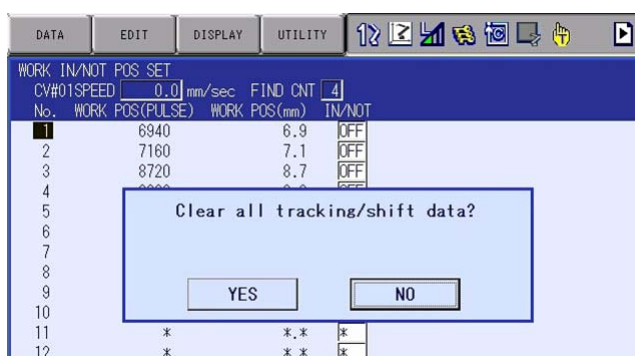 DATA EDIT DISPLAY UTILITY
WORK IN/NOT POS SET
CV#01SPEED 0.0 mm/sec FIND CNT 4
No. WORK POS(PULSE) WORK POS(mm) IN/NOT
1 6940 6.9 OFF
2 7160 7.1 OFF
3 8720 8.7 OFF
4
5
6
7
8
9
10
11 * *.* *
12 * *.* *
Clear all tracking/shift data?
YES NO